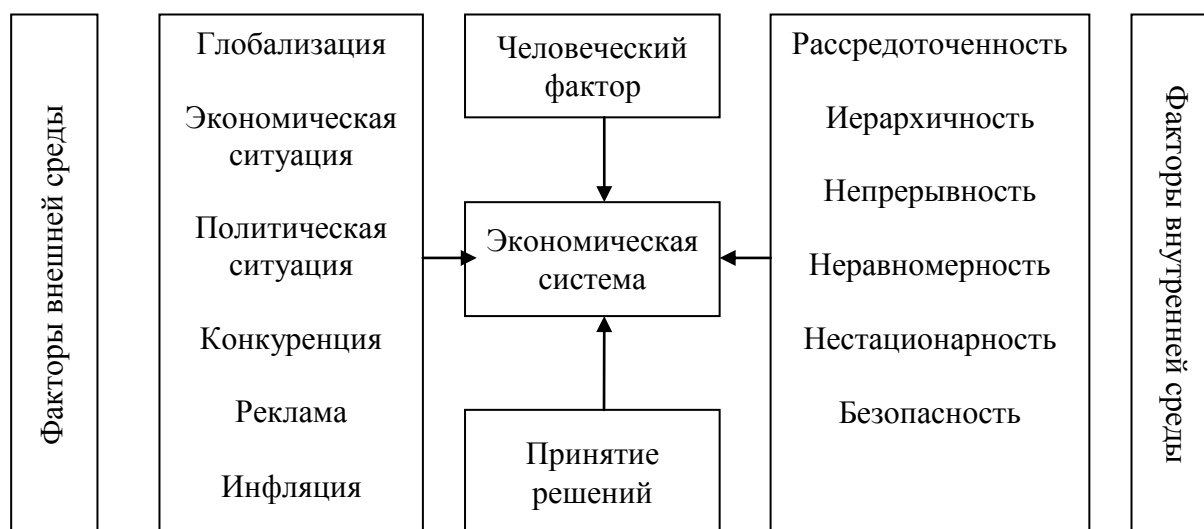 Факторы внешней среды
Глобализация
Экономическая
ситуация
Политическая
ситуация
Конкуренция
Реклама
Инфляция
Человеческий
фактор
Экономическая
система
Принятие
решений
Рассредоточенность
Иерархичность
Непрерывность
Неравномерность
Нестационарность
Безопасность
Факторы внутренней среды